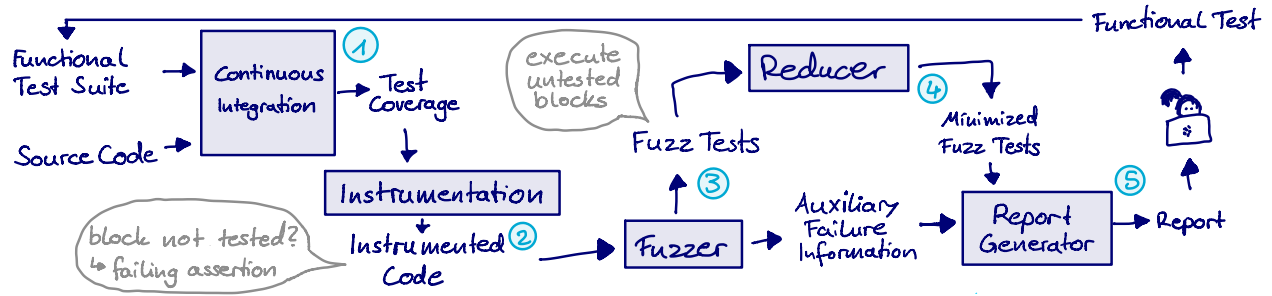 Functional
Test Suite
Source Code
Continuous
Integration
1
Test
Coverage
Instrumentation
block not tested?
↳ failing assertion
Instrumented
Code
2
Fuzzer
3
Fuzz Tests
execute
untested
blocks
Reducer
4
Minimized
Fuzz Tests
Auxiliary
Failure
Information
Report
Generator
5
Report
$
Functional Test